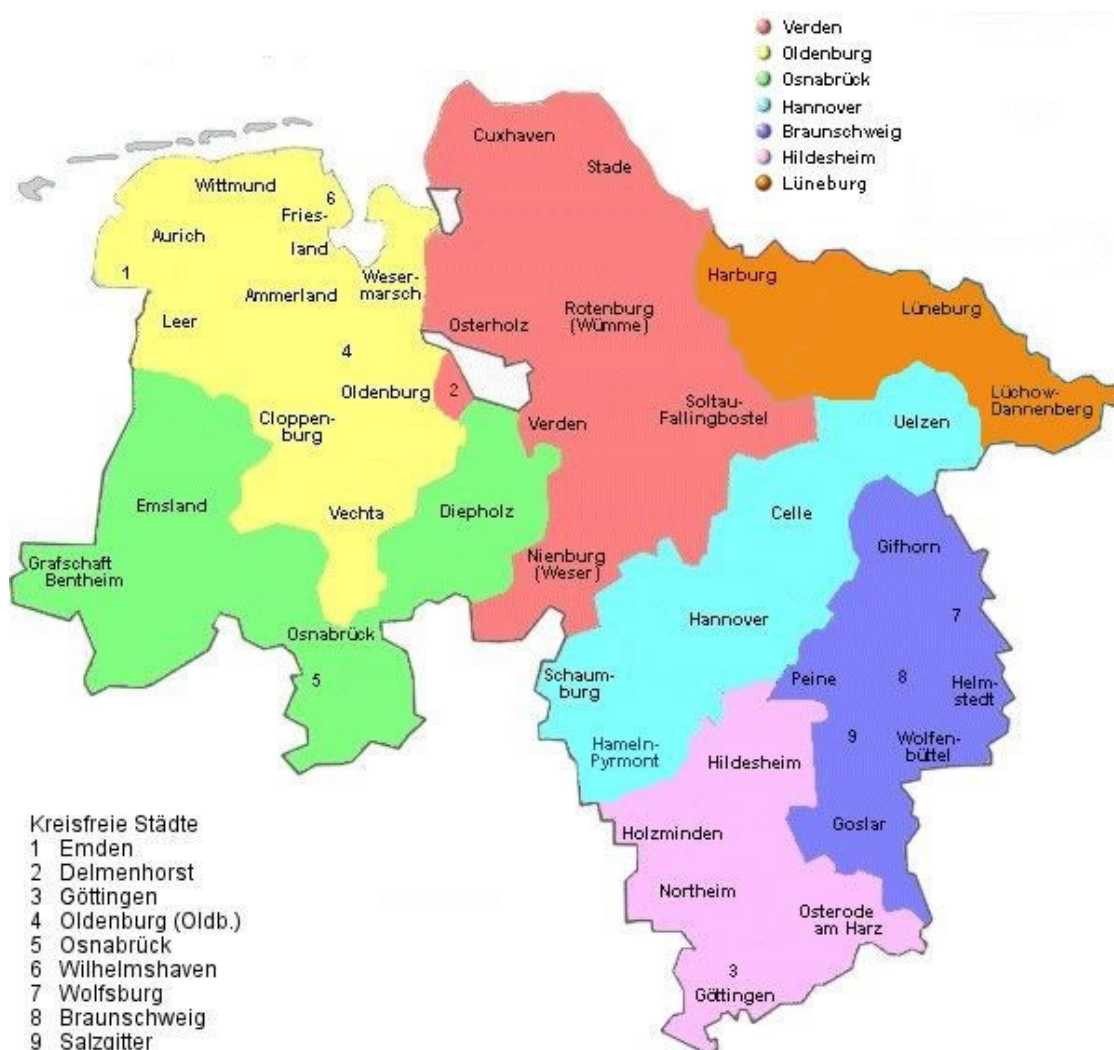 Verden
Oldenburg
Osnabrück
Hannover
Braunschweig
Hildesheim
Lüneburg
Cuxhaven
Stade
Wittmund
6
Fries-
land
Aurich
1
Weser-
marsch
Ammerland
Leer
4
Oldenburg
2
Cloppen-
burg
Osterholz
Rotenburg
(Wümme)
Harburg
Lüneburg
Lüchow-
Dannenberg
Soltau-
Fallingbostel
Verden
Uelzen
Emsland
Vechta
Diepholz
Celle
Gifhorn
Grafschaft
Bentheim
Nienburg
(Weser)
Hannover
7
Osnabrück
5
Schaum-
burg
Peine
8
Helm-
stedt
Hameln-
Pyrmont
Hildesheim
9
Wolfen-
büttel
Holzminden
Goslar
Northeim
Osterode
am Harz
3
Göttingen
Kreisfreie Städte
1 Emden
2 Delmenhorst
3 Göttingen
4 Oldenburg (Oldb.)
5 Osnabrück
6 Wilhelmshaven
7 Wolfsburg
8 Braunschweig
9 Salzgitter